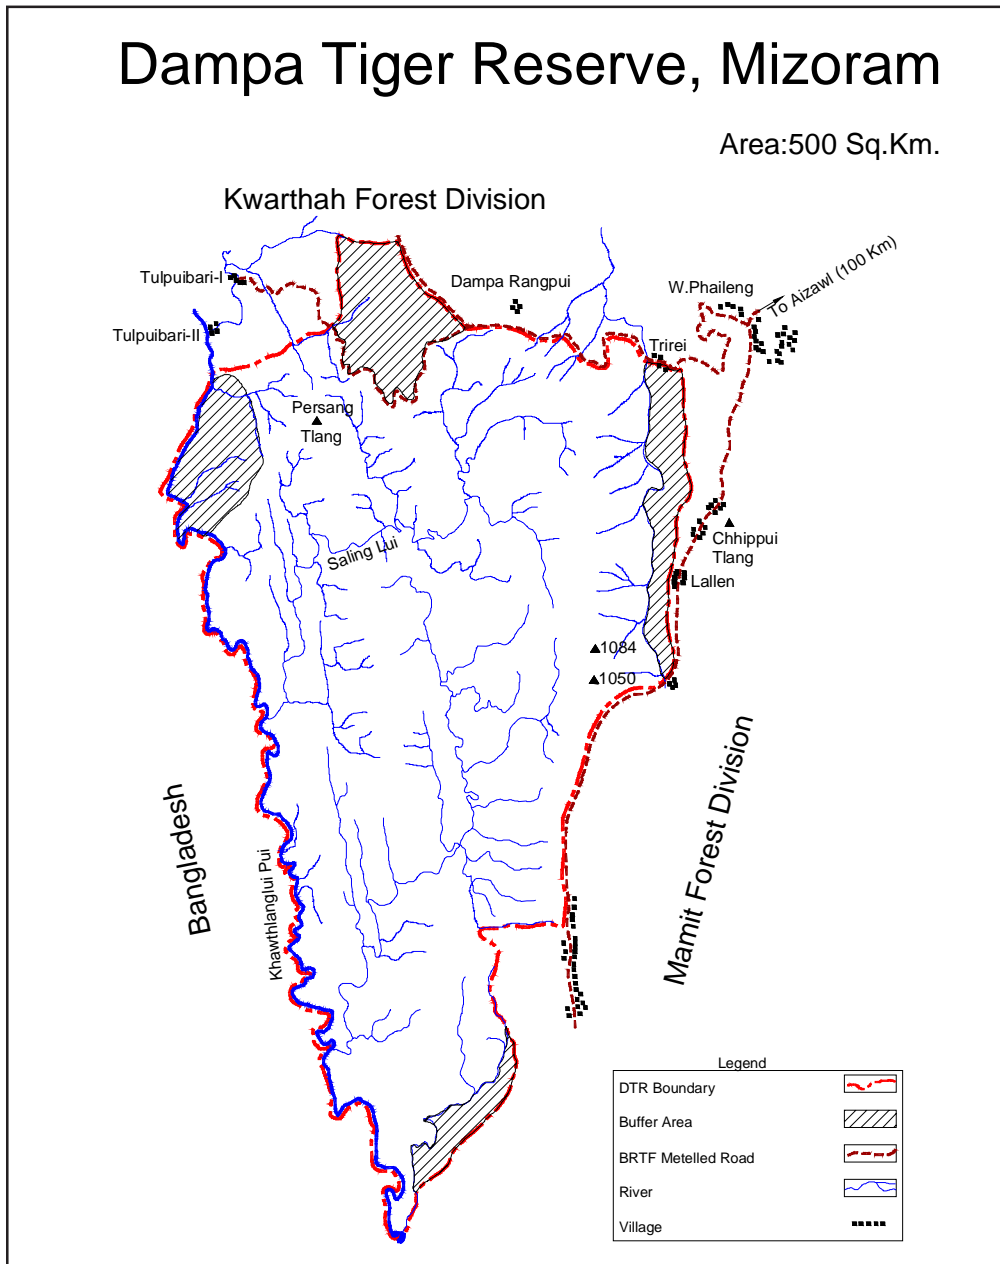 Dampa Tiger Reserve, Mizoram
Area:500 Sq.Km.
Kwarthah Forest Division
Tulpuibari-I
Dampa Rangpui
W.Phaileng
To Aizawl (100 Km)
Tulpuibari-II
Trirei
Persang
Tlang
Saling Lui
Chhippui
Tlang
Lallen
1084
1050
Bangladesh
Khawthlanglui Pui
Mamit Forest Division
Legend
DTR Boundary
Buffer Area
BRTF Metelled Road
River
Village